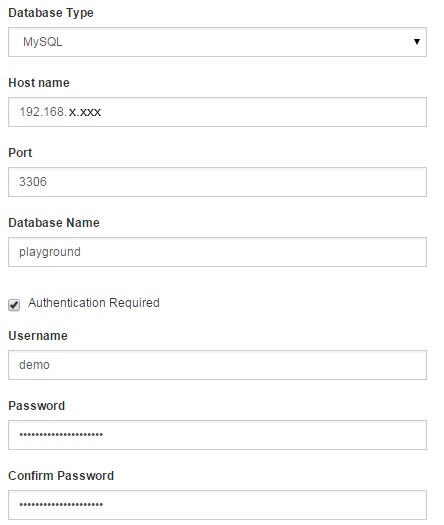 Database Type
MySQL
Host name
192.168.x.xxx
Port
3306
Database Name
playground
Authentication Required
Username
demo
Password
•••••••••••••••••••••
Confirm Password
•••••••••••••••••••••